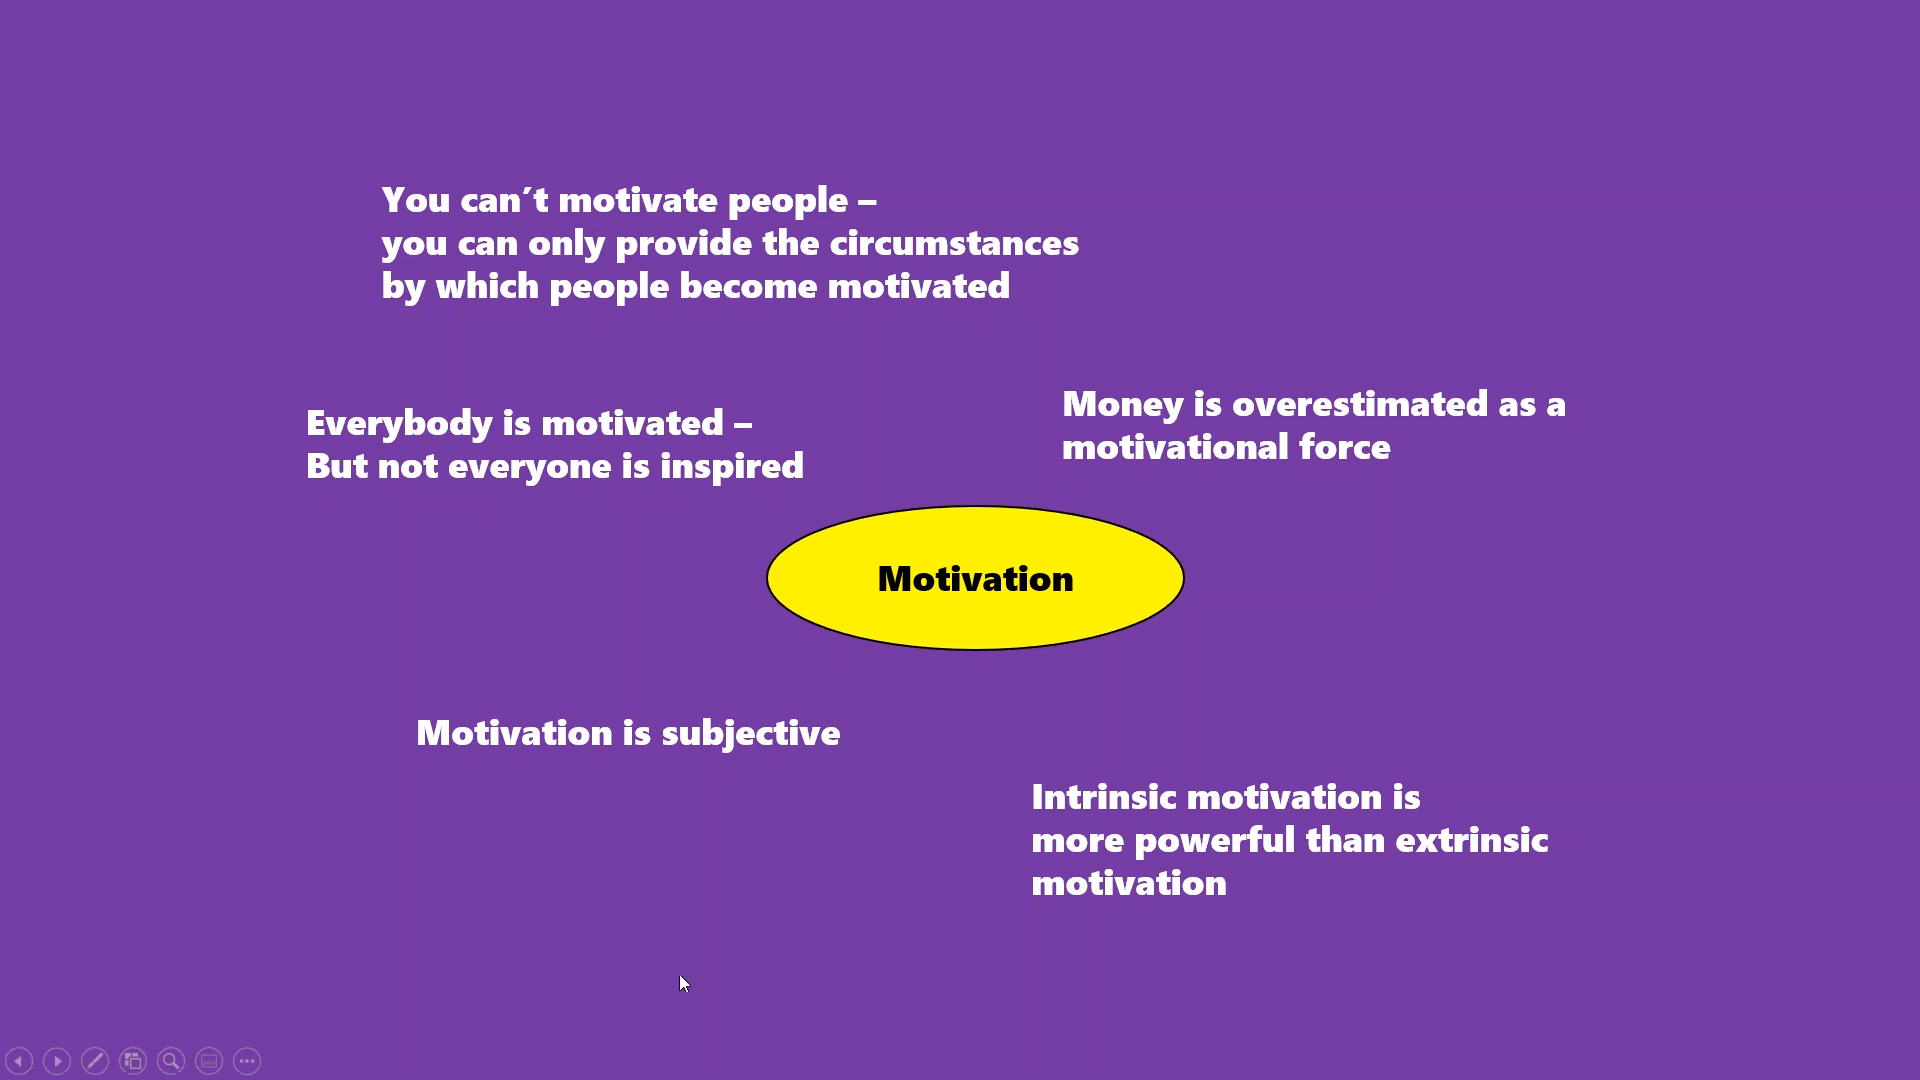 You can’t motivate people –
you can only provide the circumstances
by which people become motivated
Everybody is motivated –
But not everyone is inspired
Money is overestimated as a
motivational force
Motivation
Motivation is subjective
Intrinsic motivation is
more powerful than extrinsic
motivation